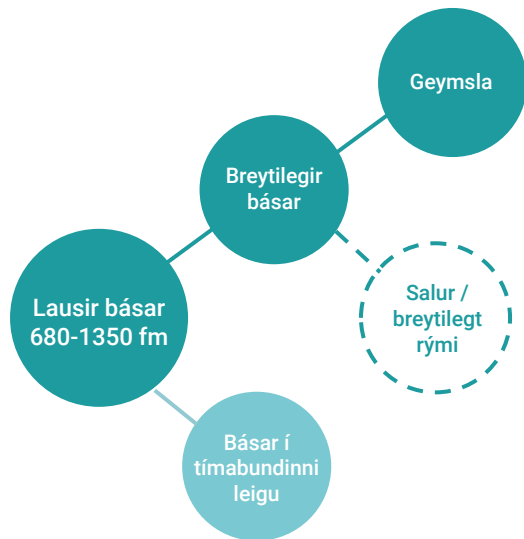 Geymsla
Breytilegir
básar
Lausir básar
680-1350 fm
Salur /
breytilegt
rými
Básar í
tímabundinni
leigu